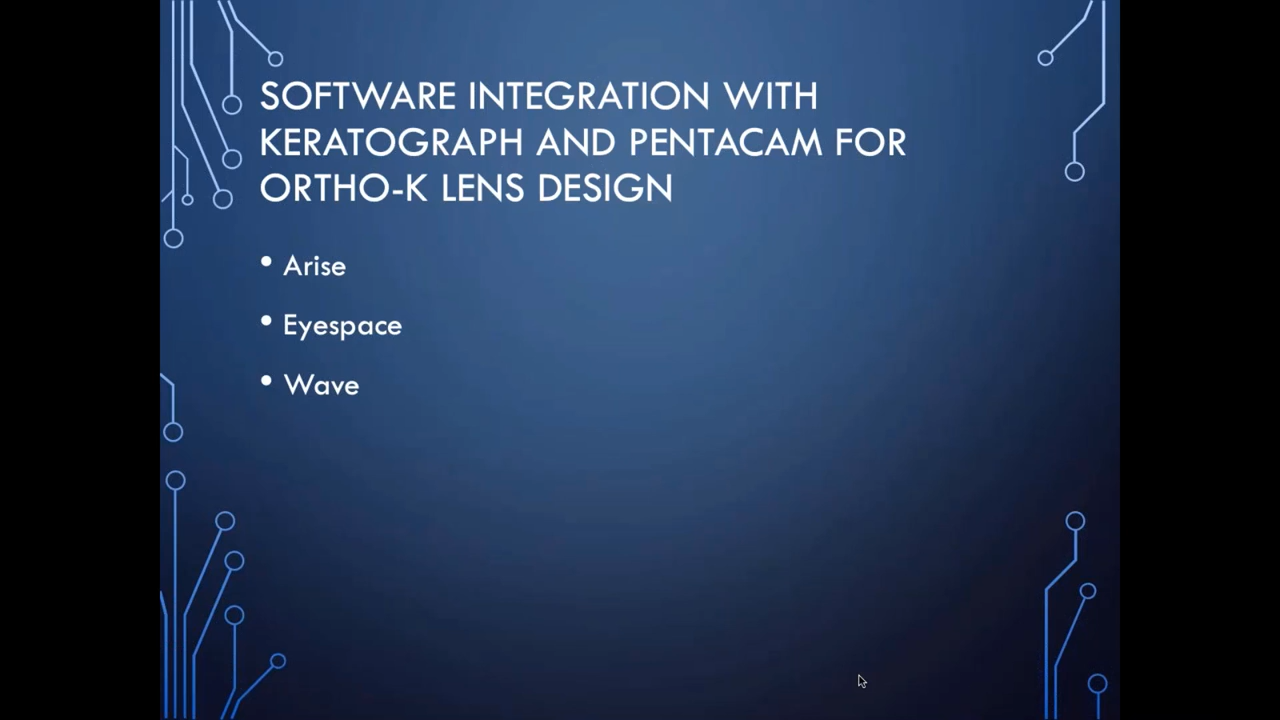 SOFTWARE INTEGRATION WITH
KERATOGRAPH AND PENTACAM FOR
ORTHO-K LENS DESIGN
• Arise
• Eyespace
• Wave